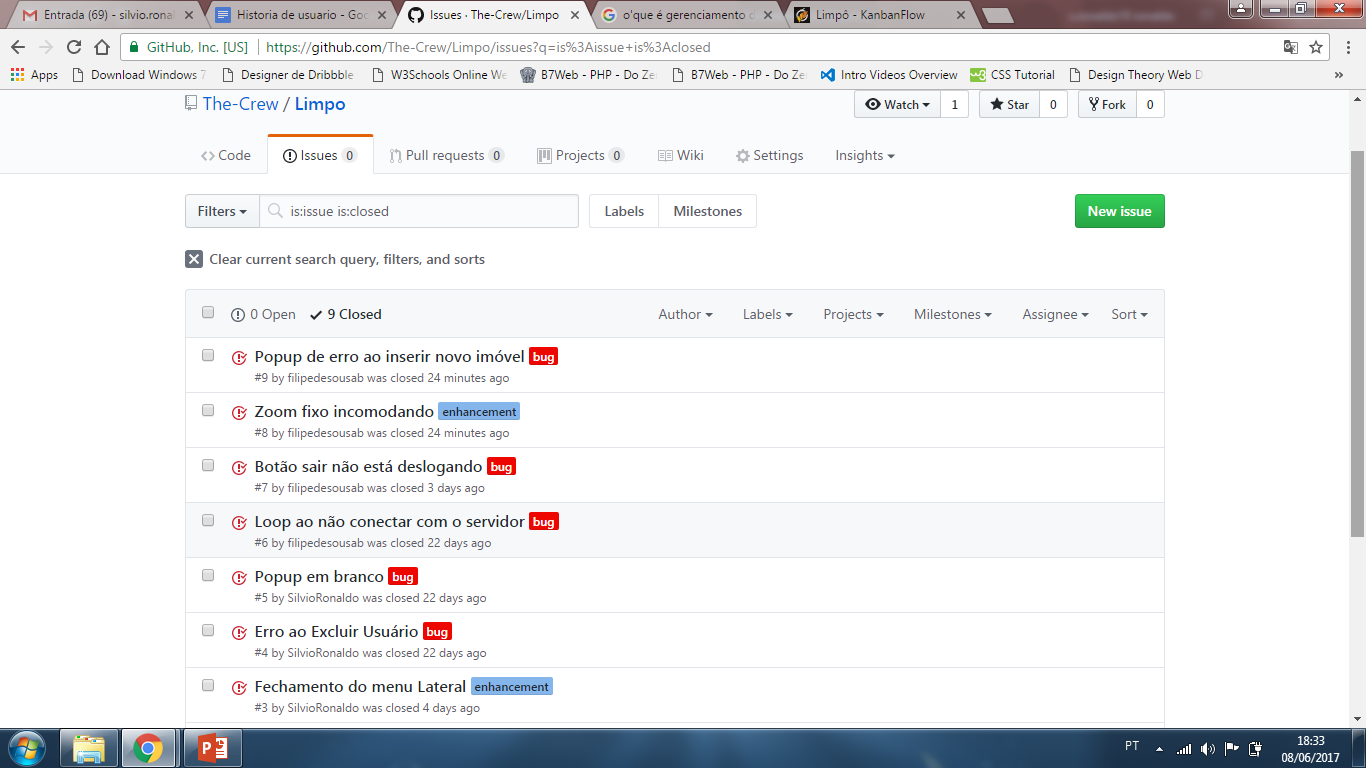 Entrada (69) - silvio.ronal
Historia de usuario - Goo
Issues · The-Crew/Limpo
o'que é gerenciamento d
Limpô - KanbanFlow
GitHub, Inc. [US]
https://github.com/The-Crew/Limpo/issues?q=is%3Aissue+is%3Aclosed
Apps
Download Windows 7
Designer de Dribbble
W3Schools Online We
B7Web - PHP - Do Ze
B7Web - PHP - Do Ze
Intro Videos Overview
CSS Tutorial
Design Theory Web D
»
The-Crew / Limpo
Watch 1
Star 0
Fork 0
Code
Issues 0
Pull requests 0
Projects 0
Wiki
Settings
Insights
Filters
is:issue is:closed
Labels
Milestones
New issue
Clear current search query, filters, and sorts
0 Open
9 Closed
Author
Labels
Projects
Milestones
Assignee
Sort
Popup de erro ao inserir novo imóvel bug
#9 by filipedesousab was closed 24 minutes ago
Zoom fixo incomodando enhancement
#8 by filipedesousab was closed 24 minutes ago
Botão sair não está deslogando bug
#7 by filipedesousab was closed 3 days ago
Loop ao não conectar com o servidor bug
#6 by filipedesousab was closed 22 days ago
Popup em branco bug
#5 by SilvioRonaldo was closed 22 days ago
Erro ao Excluir Usuário bug
#4 by SilvioRonaldo was closed 22 days ago
Fechamento do menu Lateral enhancement
#3 by SilvioRonaldo was closed 4 days ago
PT
18:33
08/06/2017